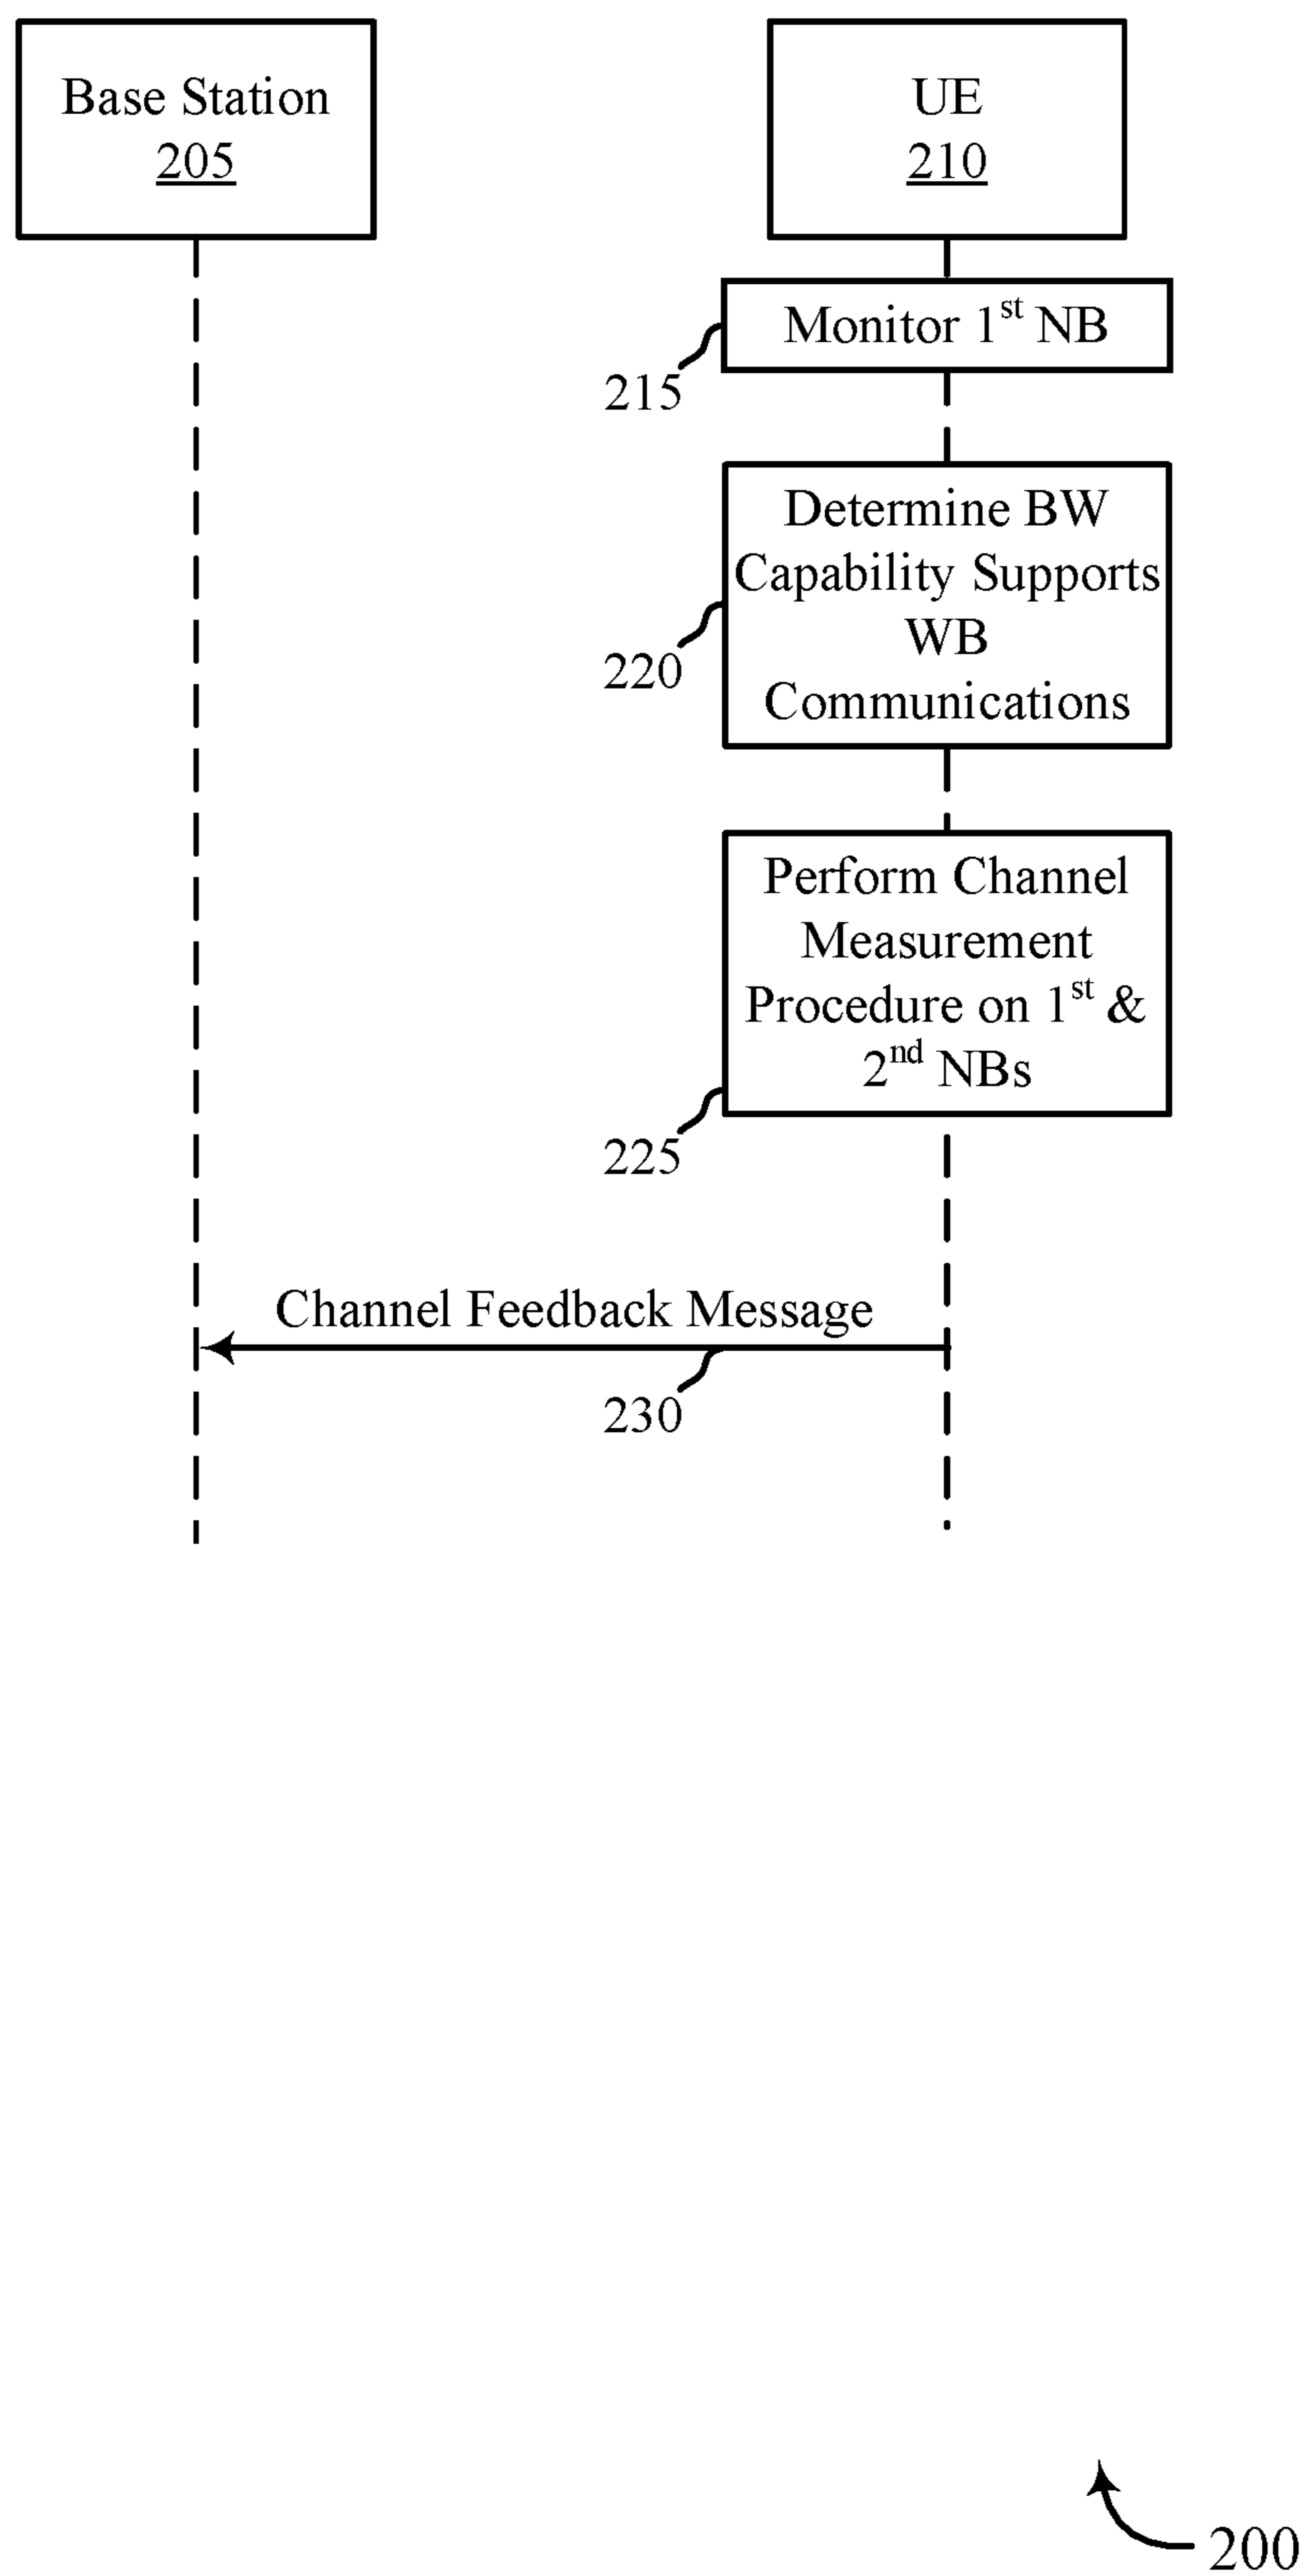 Base Station
205
UE
210
Monitor 1st NB
215
Determine BW
Capability Supports
WB
Communications
220
Perform Channel
Measurement
Procedure on 1st &
2nd NBs
225
Channel Feedback Message
230
200